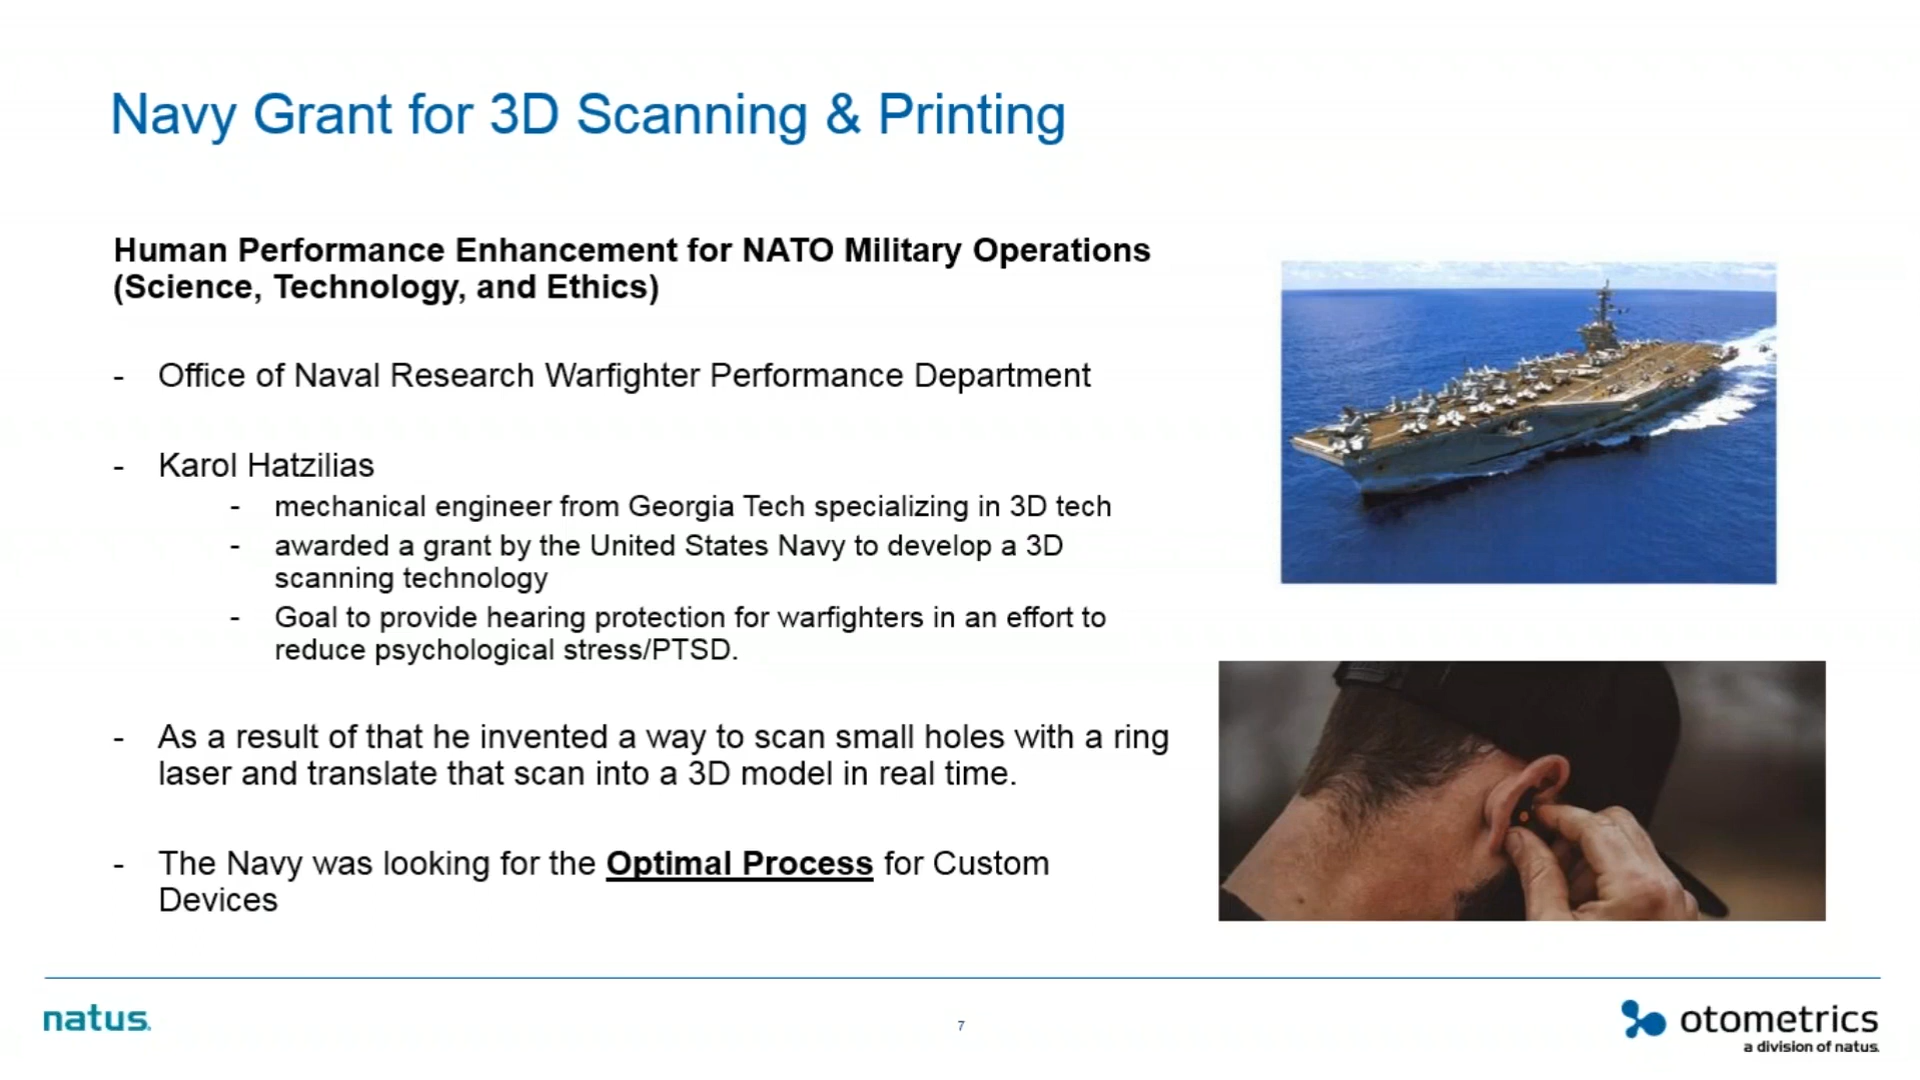 Navy Grant for 3D Scanning & Printing
Human Performance Enhancement for NATO Military Operations
(Science, Technology, and Ethics)
- Office of Naval Research Warfighter Performance Department
- Karol Hatzilias
- mechanical engineer from Georgia Tech specializing in 3D tech
- awarded a grant by the United States Navy to develop a 3D
scanning technology
- Goal to provide hearing protection for warfighters in an effort to
reduce psychological stress/PTSD.
- As a result of that he invented a way to scan small holes with a ring
laser and translate that scan into a 3D model in real time.
- The Navy was looking for the Optimal Process for Custom
Devices
natus.
7
otometrics
a division of natus.